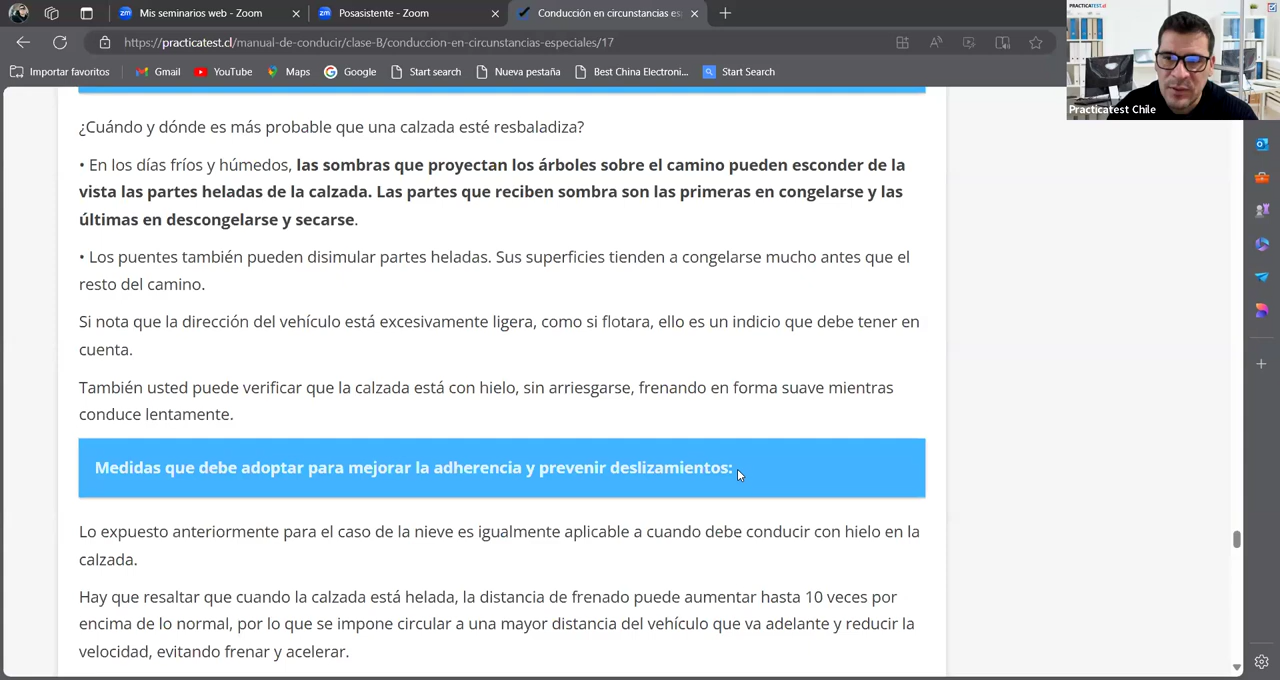 Mis seminarios web - Zoom
Posasistente - Zoom
Conducción en circunstancias es
https://practicatest.cl/manual-de-conducir/clase-B/conduccion-en-circunstancias-especiales/17
Importar favoritos
Gmail
YouTube
Maps
Google
Start search
Nueva pestaña
Best China Electroni...
Start Search
PRACTICATEST.cl
Practicatest Chile
¿Cuándo y dónde es más probable que una calzada esté resbaladiza?
• En los días fríos y húmedos, las sombras que proyectan los árboles sobre el camino pueden esconder de la
vista las partes heladas de la calzada. Las partes que reciben sombra son las primeras en congelarse y las
últimas en descongelarse y secarse.
• Los puentes también pueden disimular partes heladas. Sus superficies tienden a congelarse mucho antes que el
resto del camino.
Si nota que la dirección del vehículo está excesivamente ligera, como si flotara, ello es un indicio que debe tener en
cuenta.
También usted puede verificar que la calzada está con hielo, sin arriesgarse, frenando en forma suave mientras
conduce lentamente.
Medidas que debe adoptar para mejorar la adherencia y prevenir deslizamientos:
Lo expuesto anteriormente para el caso de la nieve es igualmente aplicable a cuando debe conducir con hielo en la
calzada.
Hay que resaltar que cuando la calzada está helada, la distancia de frenado puede aumentar hasta 10 veces por
encima de lo normal, por lo que se impone circular a una mayor distancia del vehículo que va adelante y reducir la
velocidad, evitando frenar y acelerar.